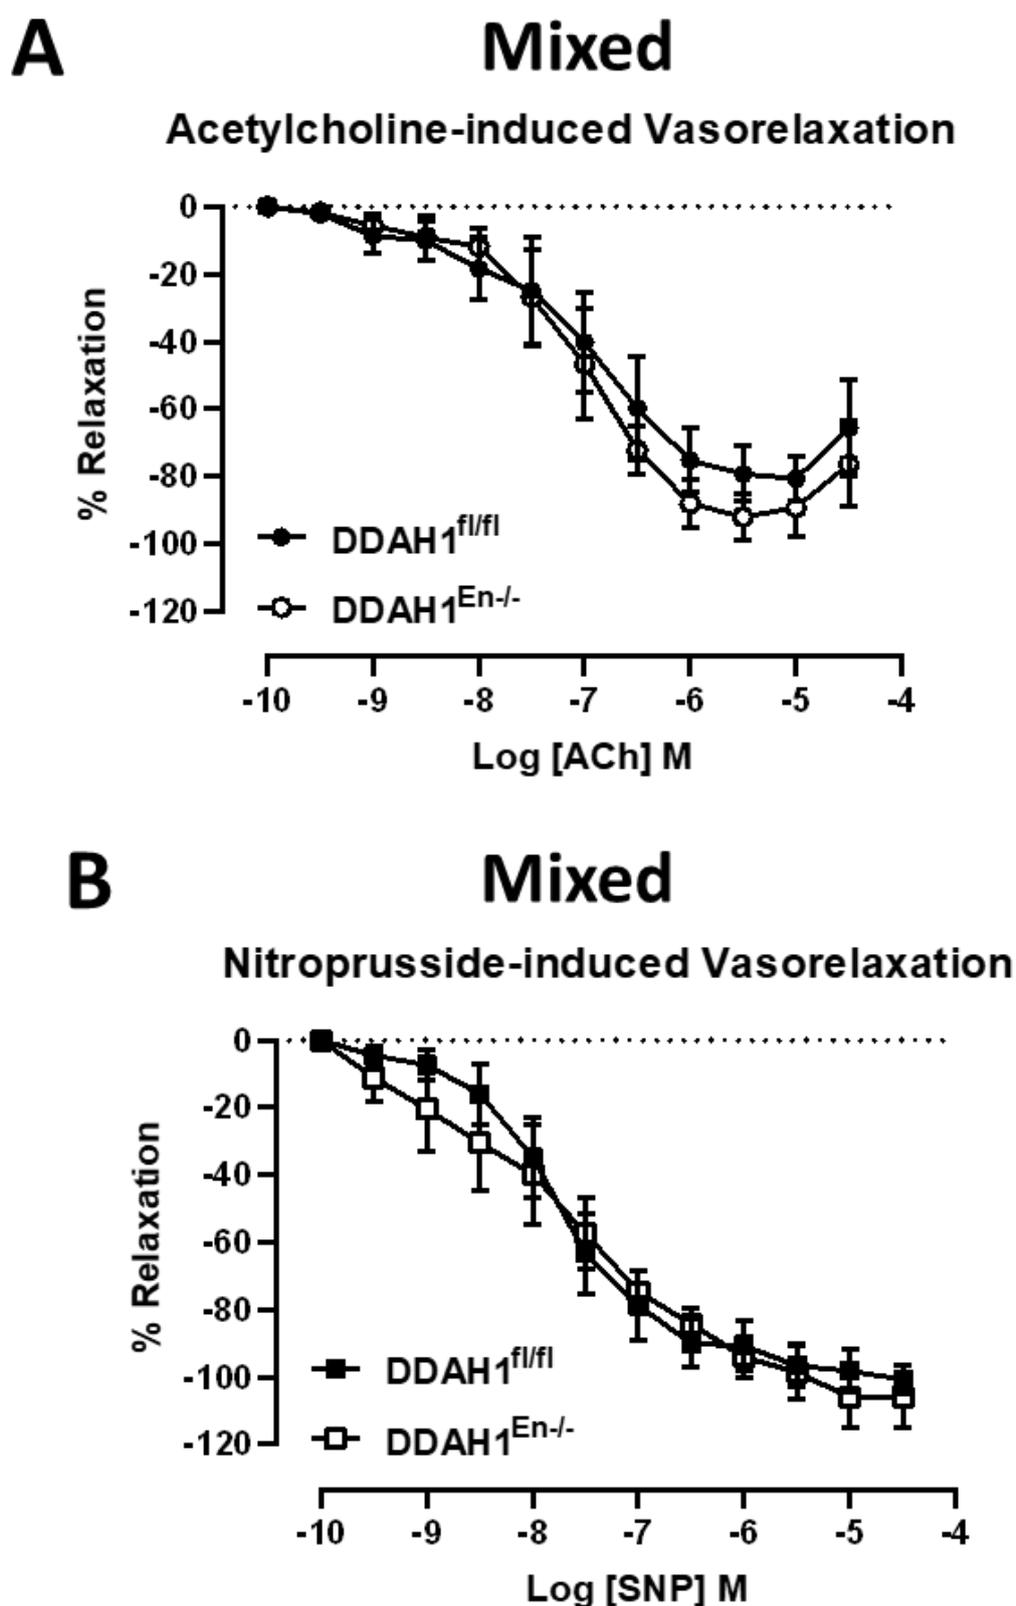 A
Mixed
Acetylcholine-induced Vasorelaxation
0
-20
-40
-60
-80
-100
-120
% Relaxation
DDAH1fl/fl
DDAH1En-/-
-10 -9 -8 -7 -6 -5 -4
Log [ACh] M
B
Mixed
Nitroprusside-induced Vasorelaxation
0
-20
-40
-60
-80
-100
-120
% Relaxation
DDAH1fl/fl
DDAH1En-/-
-10 -9 -8 -7 -6 -5 -4
Log [SNP] M